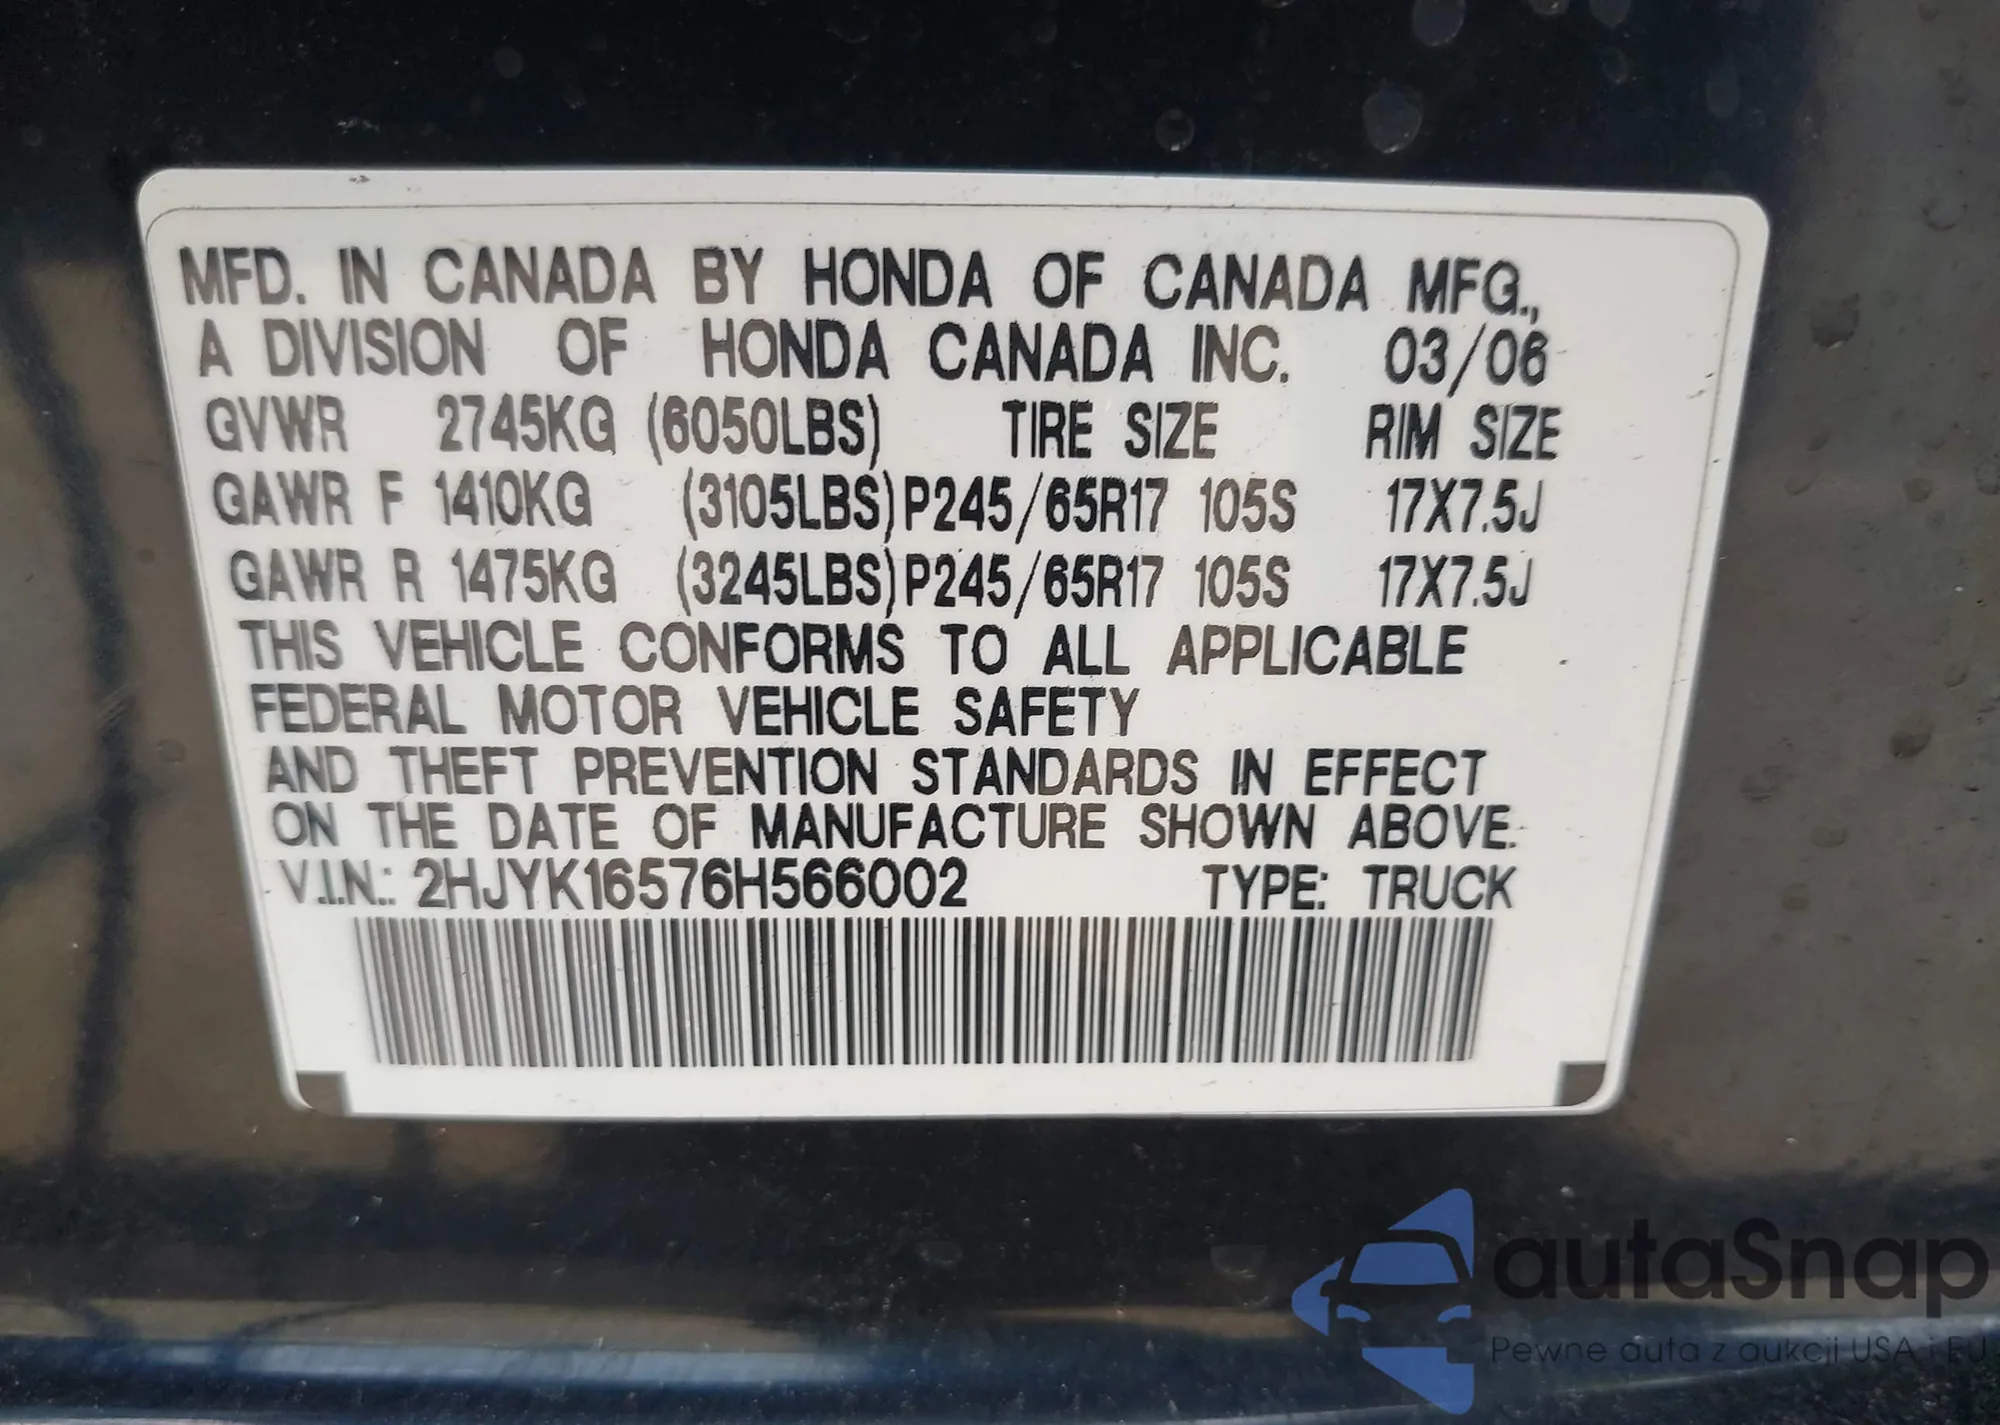 MFD. IN CANADA BY HONDA OF CANADA MFG.,
A DIVISION OF HONDA CANADA INC. 03/06
GVWR 2745KG (6050LBS) TIRE SIZE RIM SIZE
GAWR F 1410KG (3105LBS) P245/65R17 105S 17X7.5J
GAWR R 1475KG (3245LBS) P245/65R17 105S 17X7.5J
THIS VEHICLE CONFORMS TO ALL APPLICABLE
FEDERAL MOTOR VEHICLE SAFETY
AND THEFT PREVENTION STANDARDS IN EFFECT
ON THE DATE OF MANUFACTURE SHOWN ABOVE.
V.I.N.: 2HJYK16576H566002 TYPE: TRUCK
autaSnap
Pewne auta z aukcji USA i EU